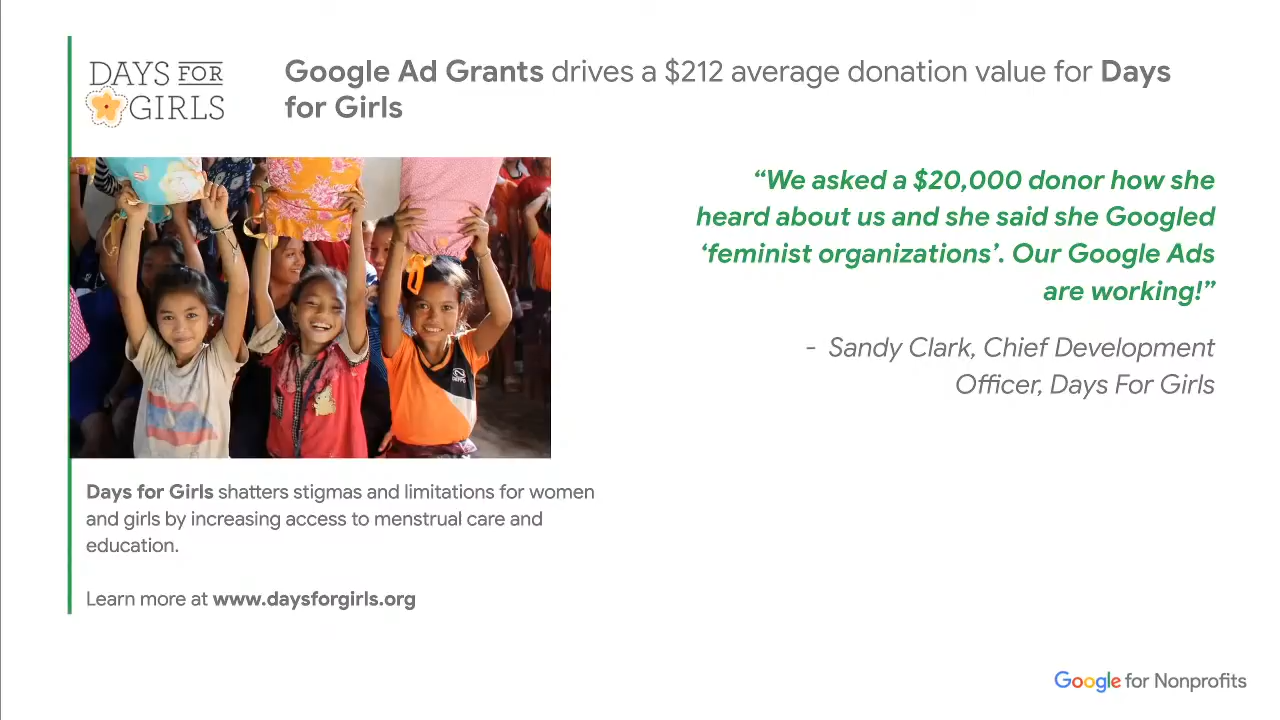 DAYS FOR
GIRLS
Google Ad Grants drives a $212 average donation value for Days
for Girls
“We asked a $20,000 donor how she
heard about us and she said she Googled
‘feminist organizations’. Our Google Ads
are working!”
- Sandy Clark, Chief Development
Officer, Days For Girls
Days for Girls shatters stigmas and limitations for women
and girls by increasing access to menstrual care and
education.
Learn more at www.daysforgirls.org
Google for Nonprofits